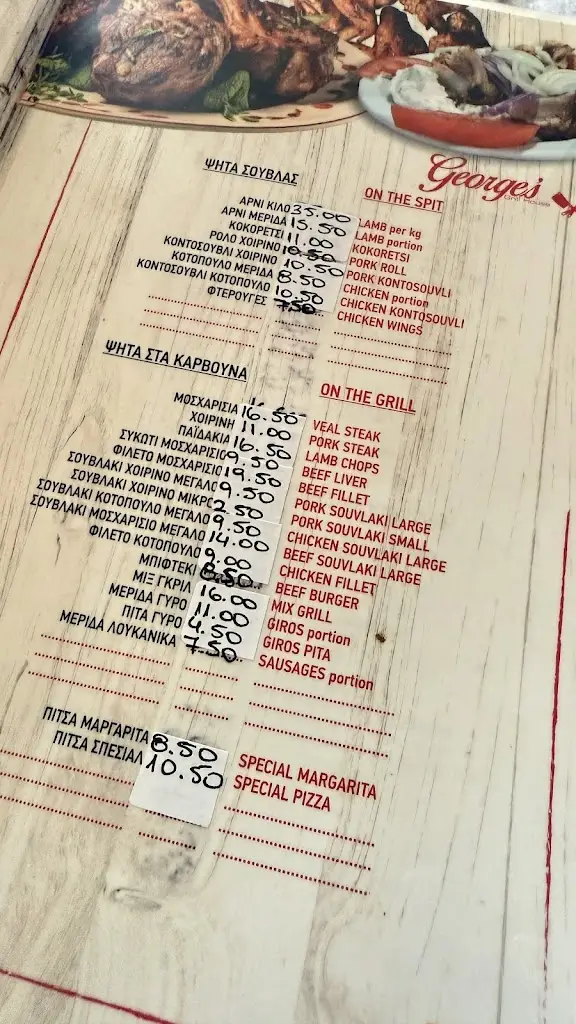 George's
Grill House
ΨΗΤΑ ΣΟΥΒΛΑΣ ON THE SPIT
ΑΡΝΙ ΚΙΛΟ 35.00 LAMB per kg
ΑΡΝΙ ΜΕΡΙΔΑ 15.50 LAMB portion
ΚΟΚΟΡΕΤΣΙ 11.00 KOKORETSI
ΡΟΛΟ ΧΟΙΡΙΝΟ 10.50 PORK ROLL
ΚΟΝΤΟΣΟΥΒΛΙ ΧΟΙΡΙΝΟ 10.50 PORK KONTOSOUVLI
ΚΟΤΟΠΟΥΛΟ ΜΕΡΙΔΑ 8.50 CHICKEN portion
ΚΟΝΤΟΣΟΥΒΛΙ ΚΟΤΟΠΟΥΛΟ 10.50 CHICKEN KONTOSOUVLI
ΦΤΕΡΟΥΓΕΣ 7.50 CHICKEN WINGS
ΨΗΤΑ ΣΤΑ ΚΑΡΒΟΥΝΑ ON THE GRILL
ΜΟΣΧΑΡΙΣΙΑ 16.50 VEAL STEAK
ΧΟΙΡΙΝΗ 11.00 PORK STEAK
ΠΑΪΔΑΚΙΑ 16.50 LAMB CHOPS
ΣΥΚΩΤΙ ΜΟΣΧΑΡΙΣΙΟ 9.50 BEEF LIVER
ΦΙΛΕΤΟ ΜΟΣΧΑΡΙΣΙΟ 19.50 BEEF FILLET
ΣΟΥΒΛΑΚΙ ΧΟΙΡΙΝΟ ΜΕΓΑΛΟ 9.50 PORK SOUVLAKI LARGE
ΣΟΥΒΛΑΚΙ ΧΟΙΡΙΝΟ ΜΙΚΡΟ 2.50 PORK SOUVLAKI SMALL
ΣΟΥΒΛΑΚΙ ΚΟΤΟΠΟΥΛΟ ΜΕΓΑΛΟ 9.50 CHICKEN SOUVLAKI LARGE
ΣΟΥΒΛΑΚΙ ΜΟΣΧΑΡΙΣΙΟ ΜΕΓΑΛΟ 14.00 BEEF SOUVLAKI LARGE
ΦΙΛΕΤΟ ΚΟΤΟΠΟΥΛΟ 9.00 CHICKEN FILLET
ΜΠΙΦΤΕΚΙ 8.50 BEEF BURGER
ΜΙΞ ΓΚΡΙΛ 16.00 MIX GRILL
ΜΕΡΙΔΑ ΓΥΡΟ 11.00 GIROS portion
ΠΙΤΑ ΓΥΡΟ 4.50 GIROS PITA
ΜΕΡΙΔΑ ΛΟΥΚΑΝΙΚΑ 7.50 SAUSAGES portion
ΠΙΤΣΑ ΜΑΡΓΑΡΙΤΑ 8.50 SPECIAL MARGARITA
ΠΙΤΣΑ ΣΠΕΣΙΑΛ 10.50 SPECIAL PIZZA